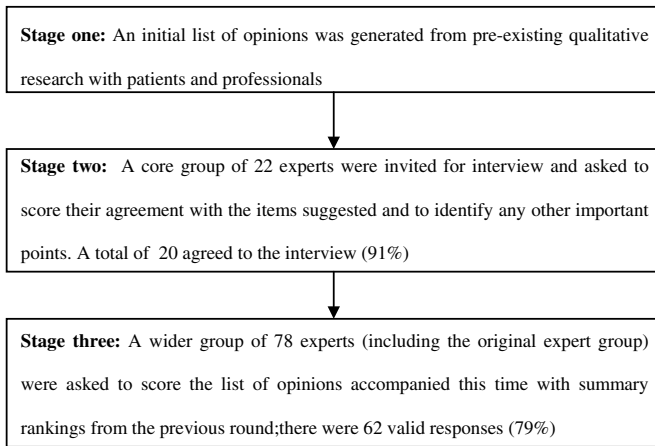 Stage one: An initial list of opinions was generated from pre-existing qualitative
research with patients and professionals
Stage two: A core group of 22 experts were invited for interview and asked to
score their agreement with the items suggested and to identify any other important
points. A total of 20 agreed to the interview (91%)
Stage three: A wider group of 78 experts (including the original expert group)
were asked to score the list of opinions accompanied this time with summary
rankings from the previous round;there were 62 valid responses (79%)